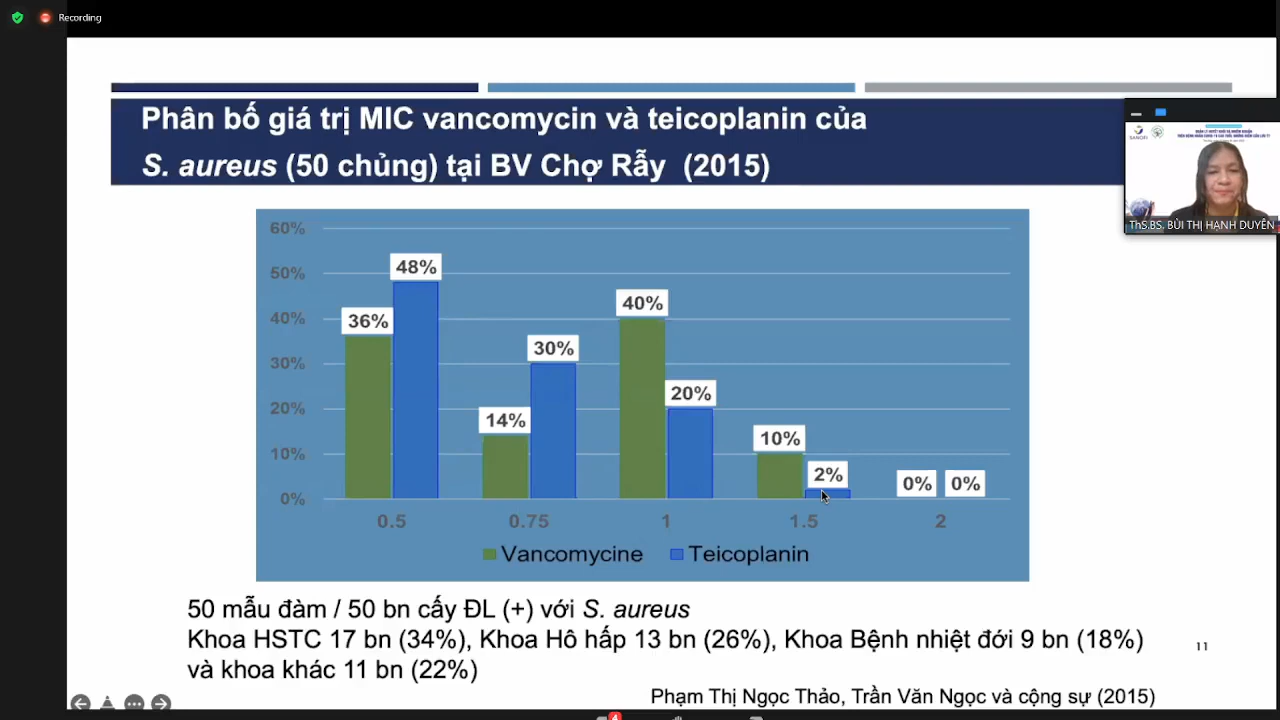 Recording
Phân bố giá trị MIC vancomycin và teicoplanin của
S. aureus (50 chủng) tại BV Chợ Rẫy (2015)
SANOFI
ThS.BS. BÙI THỊ HẠNH DUYÊN
60%
50%
40%
30%
20%
10%
0%
36%
48%
14%
30%
40%
20%
10%
2%
0%
0%
0.5
0.75
1
1.5
2
Vancomycine
Teicoplanin
50 mẫu đàm / 50 bn cấy ĐL (+) với S. aureus
Khoa HSTC 17 bn (34%), Khoa Hô hấp 13 bn (26%), Khoa Bệnh nhiệt đới 9 bn (18%)
và khoa khác 11 bn (22%)
11
Phạm Thị Ngọc Thảo, Trần Văn Ngọc và cộng sự (2015)